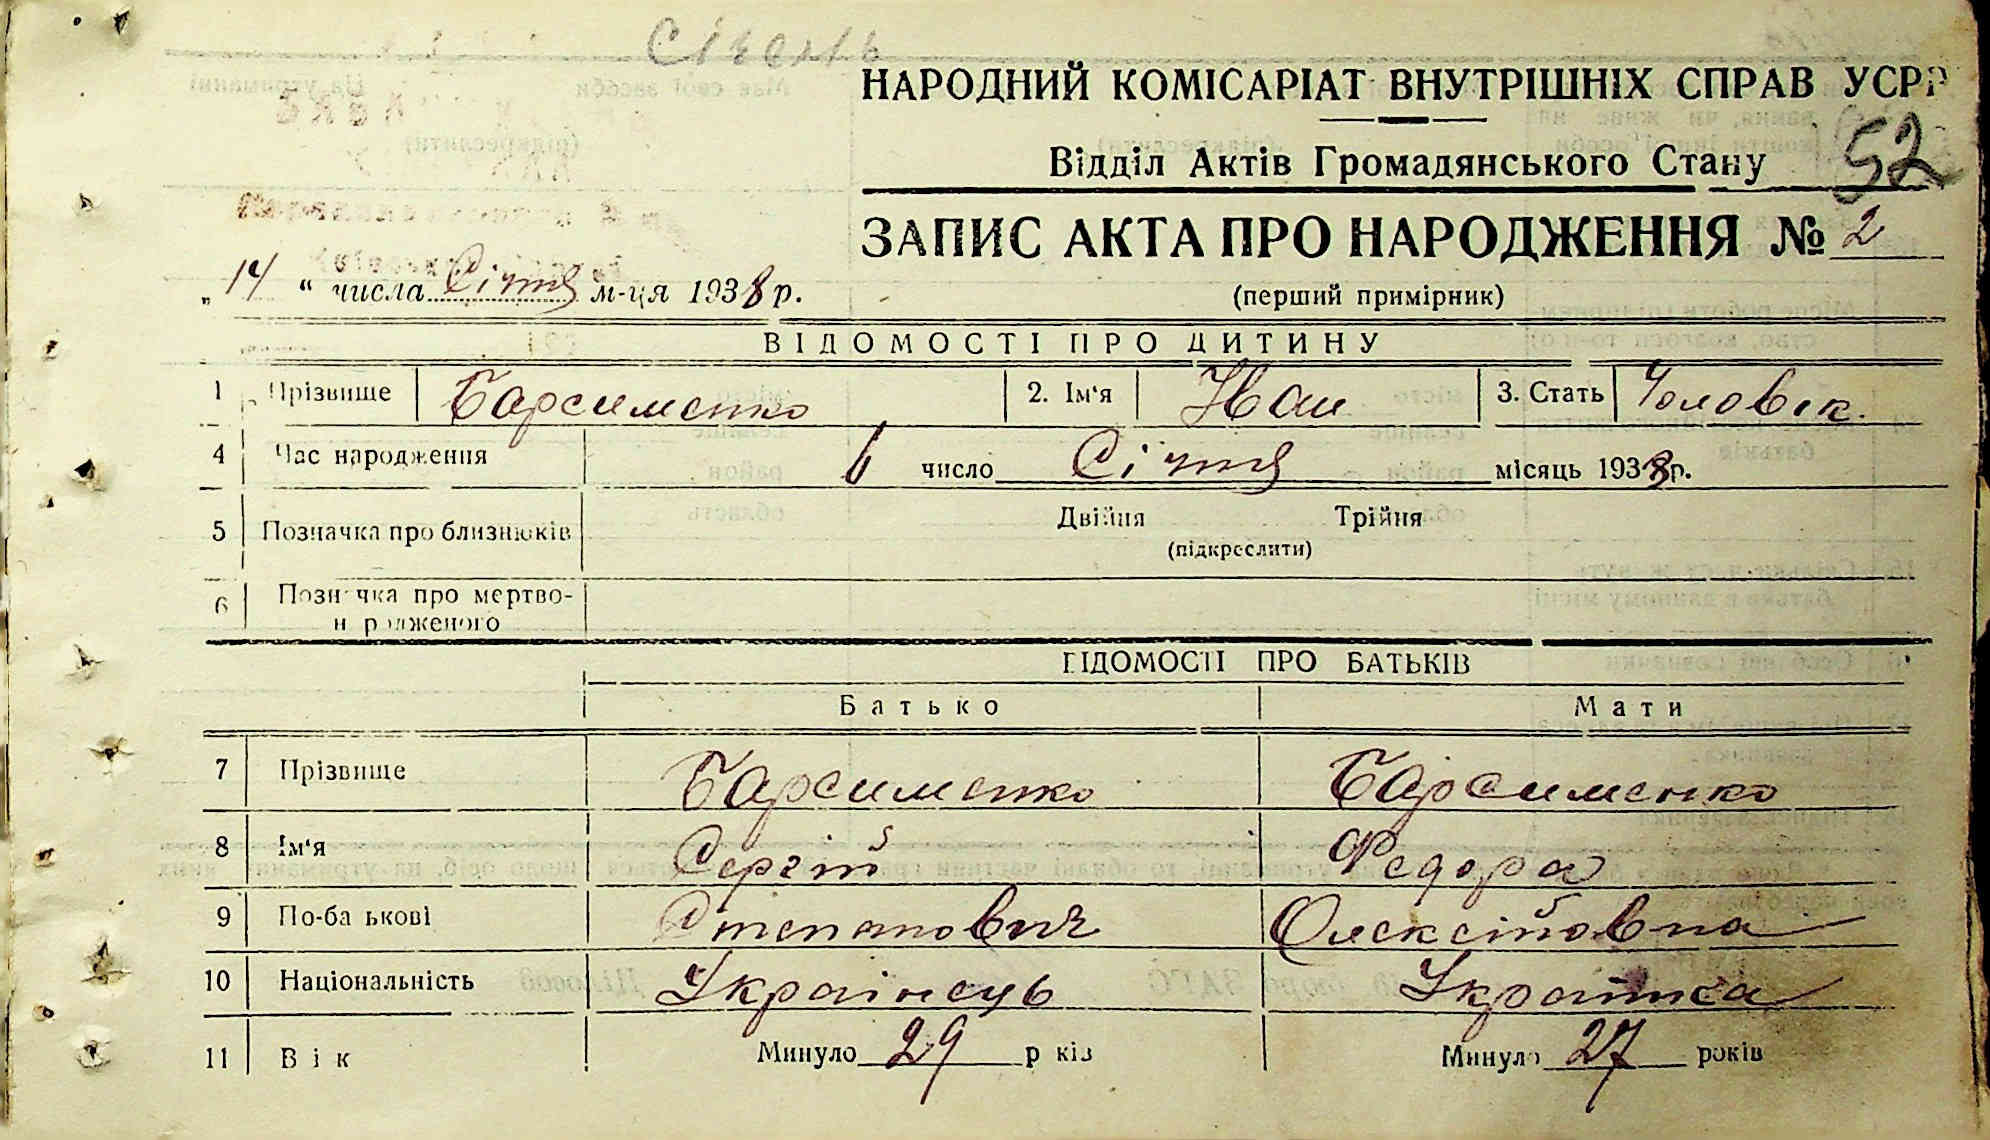 Січень
НАРОДНИЙ КОМІСАРІАТ ВНУТРІШНІХ СПРАВ УСРР
52
Відділ Актів Громадянського Стану
ЗАПИС АКТА ПРО НАРОДЖЕННЯ № 2
„14“ числа Січня м-ця 1938 р.
(перший примірник)
ВІДОМОСТІ ПРО ДИТИНУ
1 Прізвище Барсименко 2. Ім'я Иван 3. Стать Чоловік.
4 Час народження 6 число Січня місяць 1938 р.
5 Позначка про близнюків Двійня Трійня
(підкреслити)
6 Позначка про мертво-
народженого
ВІДОМОСТІ ПРО БАТЬКІВ
Батько Мати
7 Прізвище Барсименко Барсименко
8 Ім'я Сергій Федора
9 По-батькові Степанович Олексійовна
10 Національність Українець Українка
11 Вік Минуло 29 років Минуло 27 років